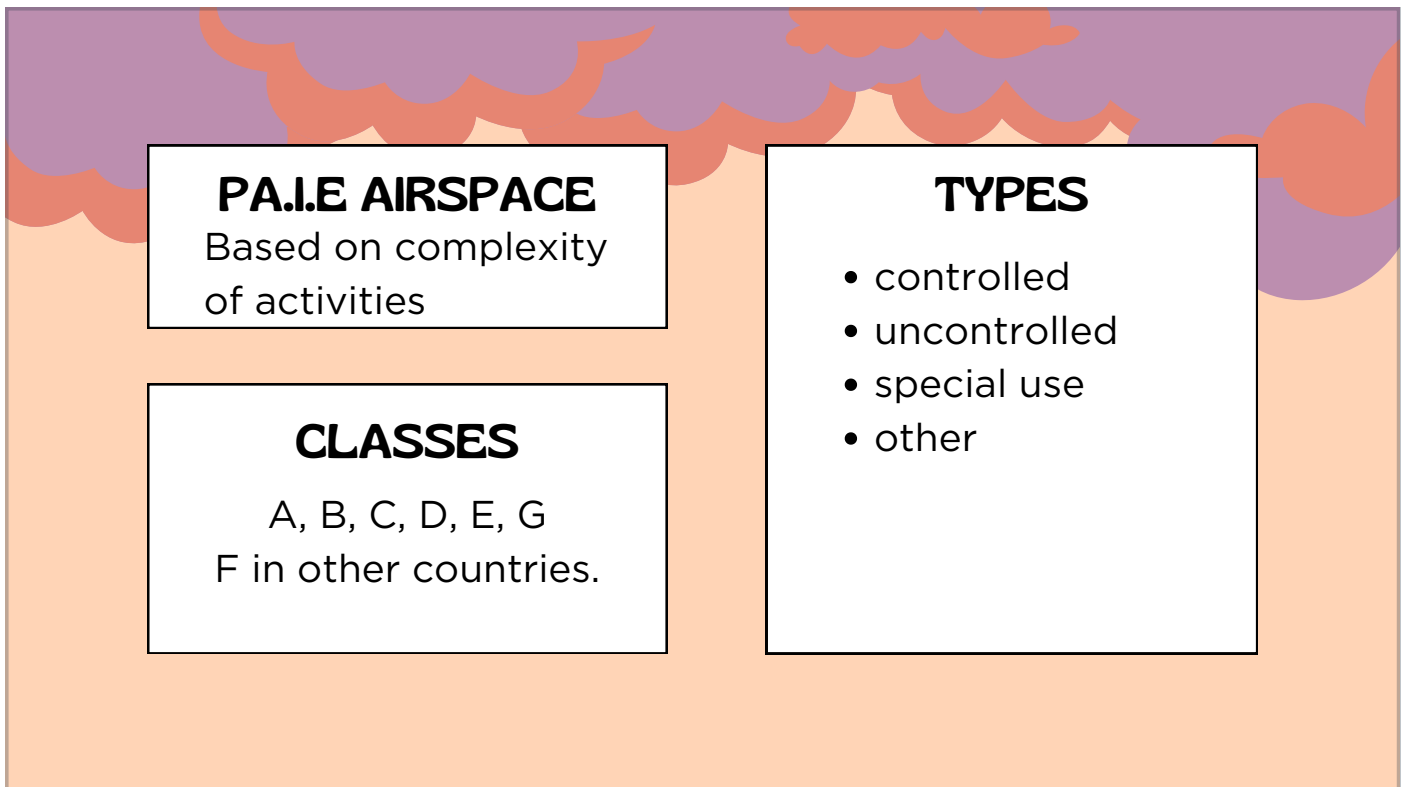 PA.I.E AIRSPACE
Based on complexity
of activities
CLASSES
A, B, C, D, E, G
F in other countries.
TYPES
• controlled
• uncontrolled
• special use
• other